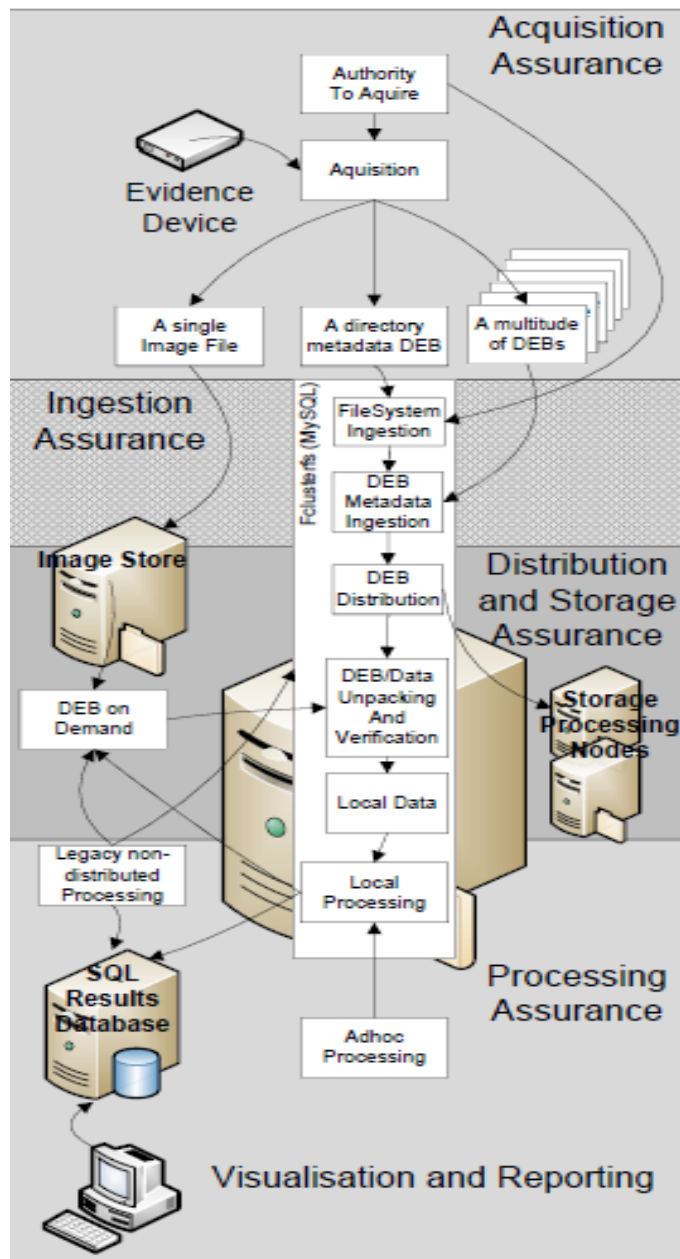 Acquisition
Assurance
Authority
To Aquire
Aquisition
Evidence
Device
A single
Image File
A directory
metadata DEB
A multitude
of DEBs
Ingestion
Assurance
Fclusterfs (MySQL)
FileSystem
Ingestion
DEB
Metadata
Ingestion
Image Store
DEB
Distribution
Distribution
and Storage
Assurance
DEB on
Demand
DEB/Data
Unpacking
And
Verification
Storage
Processing
Nodes
Local Data
Legacy non-
distributed
Processing
Local
Processing
SQL
Results
Database
Processing
Assurance
Adhoc
Processing
Visualisation and Reporting